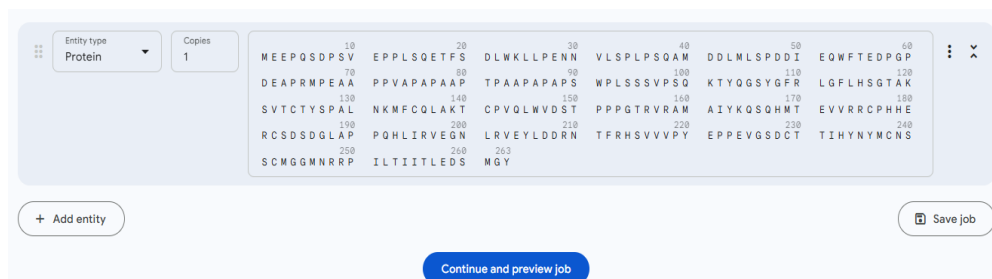 Entity type
Protein
Copies
1
10 20 30 40 50 60
MEEPQSDPSV EPPLSQETFS DLWKLLPENN VLSPLPSQAM DDLMLSPDDI EQWFTEDPGP
70 80 90 100 110 120
DEAPRMPEAA PPVAPAPAAP TPAAPAPAPS WPLSSSVPSQ KTYQGSYGFR LGFLHSGTAK
130 140 150 160 170 180
SVTCTYSPAL NKMFCQLAKT CPVQLWVDST PPPGTRVRAM AIYKQSQHMT EVVRRCPHHE
190 200 210 220 230 240
RCSDSDGLAP PQHLIRVEGN LRVEYLDDRN TFRHSVVVPY EPPEVGSDCT TIHYNYMCNS
250 260 263
SCMGGMNRRP ILTIITLEDS MGY
+ Add entity
Save job
Continue and preview job